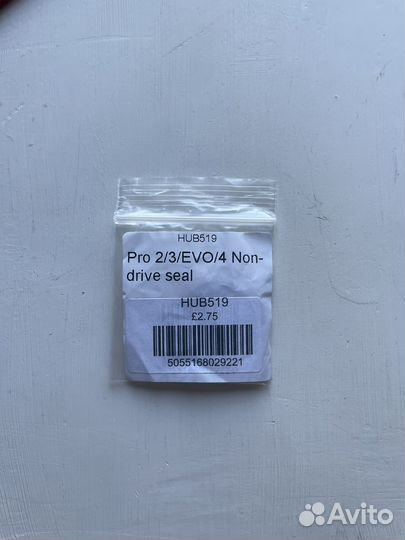 HUB519
Pro 2/3/EVO/4 Non-
drive seal
HUB519
£2.75
5055168029221
Avito